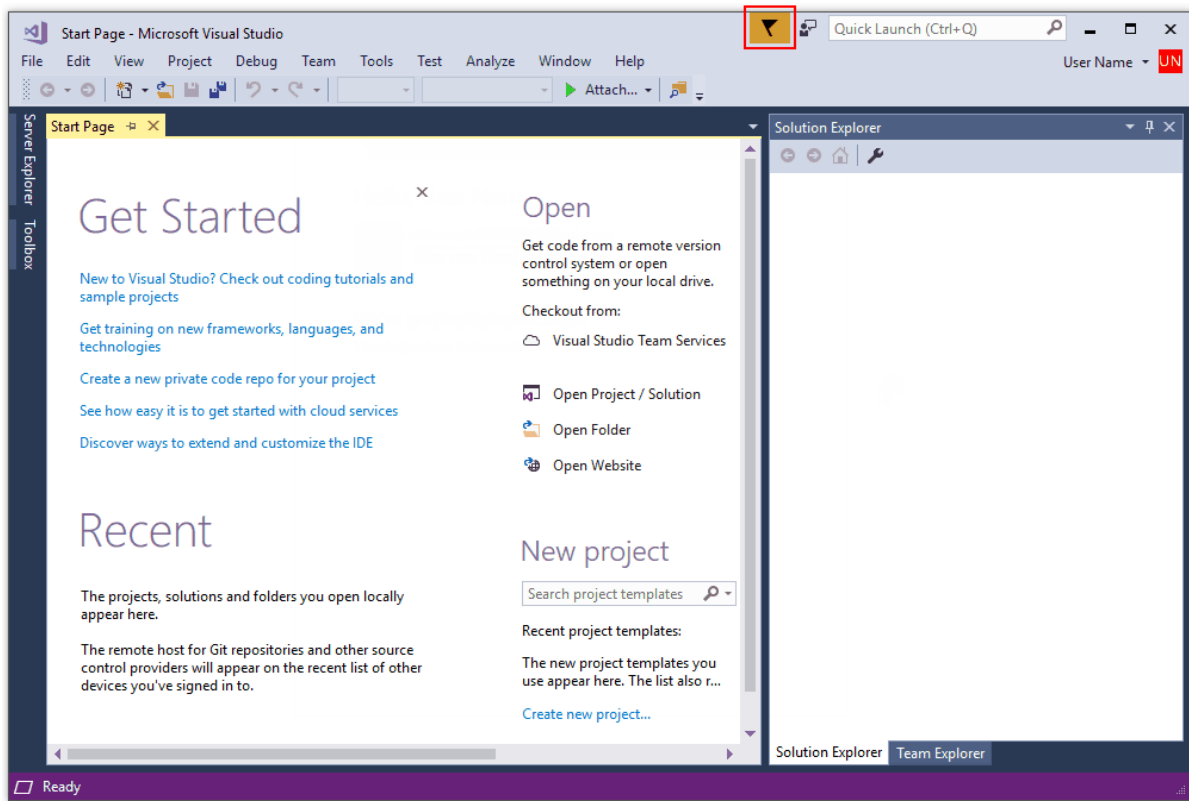 Start Page - Microsoft Visual Studio
Quick Launch (Ctrl+Q)
File Edit View Project Debug Team Tools Test Analyze Window Help
User Name UN
Attach...
Server Explorer
Toolbox
Start Page
Get Started
New to Visual Studio? Check out coding tutorials and
sample projects
Get training on new frameworks, languages, and
technologies
Create a new private code repo for your project
See how easy it is to get started with cloud services
Discover ways to extend and customize the IDE
Recent
The projects, solutions and folders you open locally
appear here.
The remote host for Git repositories and other source
control providers will appear on the recent list of other
devices you've signed in to.
Open
Get code from a remote version
control system or open
something on your local drive.
Checkout from:
Visual Studio Team Services
Open Project / Solution
Open Folder
Open Website
New project
Search project templates
Recent project templates:
The new project templates you
use appear here. The list also r...
Create new project...
Solution Explorer
Solution Explorer Team Explorer
Ready